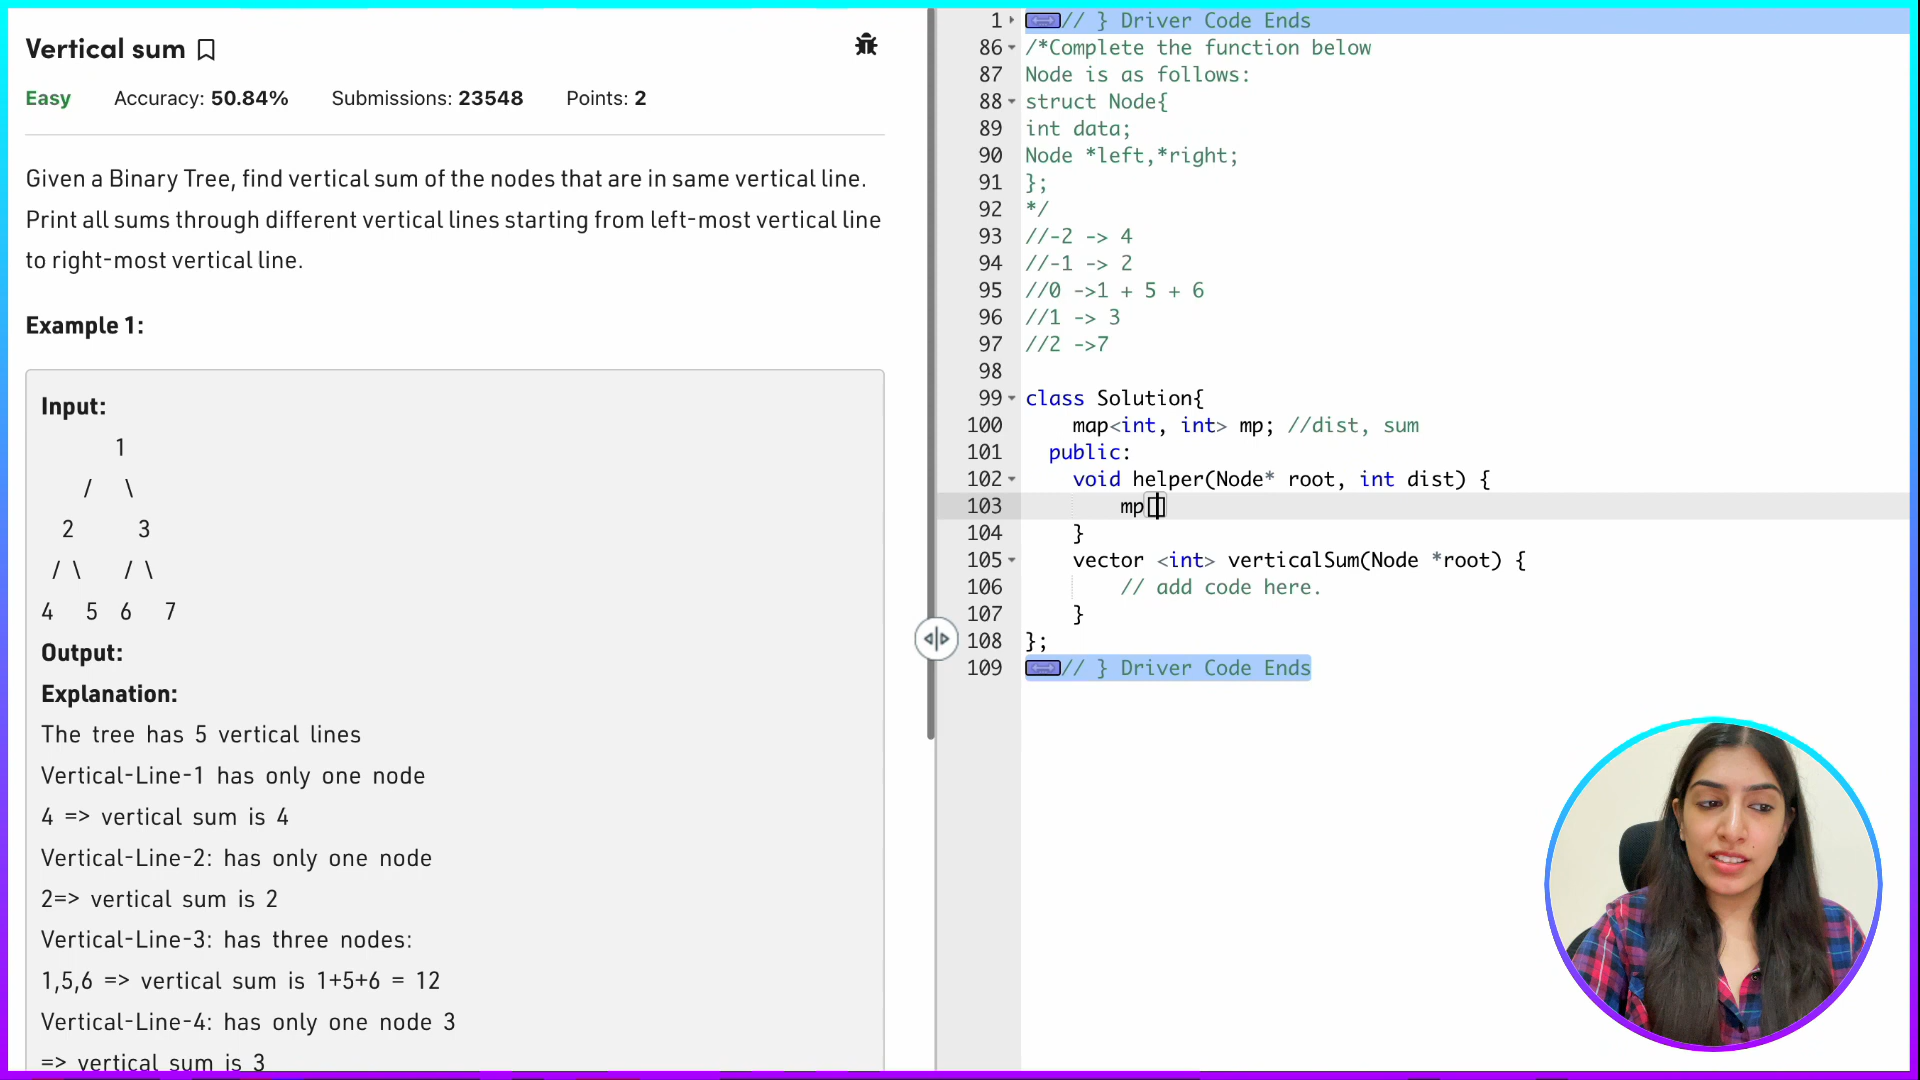 Vertical sum
Easy Accuracy: 50.84% Submissions: 23548 Points: 2
Given a Binary Tree, find vertical sum of the nodes that are in same vertical line.
Print all sums through different vertical lines starting from left-most vertical line
to right-most vertical line.
Example 1:
Input:
1
/ \
2 3
/ \ / \
4 5 6 7
Output:
Explanation:
The tree has 5 vertical lines
Vertical-Line-1 has only one node
4 => vertical sum is 4
Vertical-Line-2: has only one node
2=> vertical sum is 2
Vertical-Line-3: has three nodes:
1,5,6 => vertical sum is 1+5+6 = 12
Vertical-Line-4: has only one node 3
=> vertical sum is 3
1 // } Driver Code Ends
86 /*Complete the function below
87 Node is as follows:
88 struct Node{
89 int data;
90 Node *left,*right;
91 };
92 */
93 //-2 -> 4
94 //-1 -> 2
95 //0 ->1 + 5 + 6
96 //1 -> 3
97 //2 ->7
98
99 class Solution{
100 map<int, int> mp; //dist, sum
101 public:
102 void helper(Node* root, int dist) {
103 mp[]
104 }
105 vector <int> verticalSum(Node *root) {
106 // add code here.
107 }
108 };
109 // } Driver Code Ends